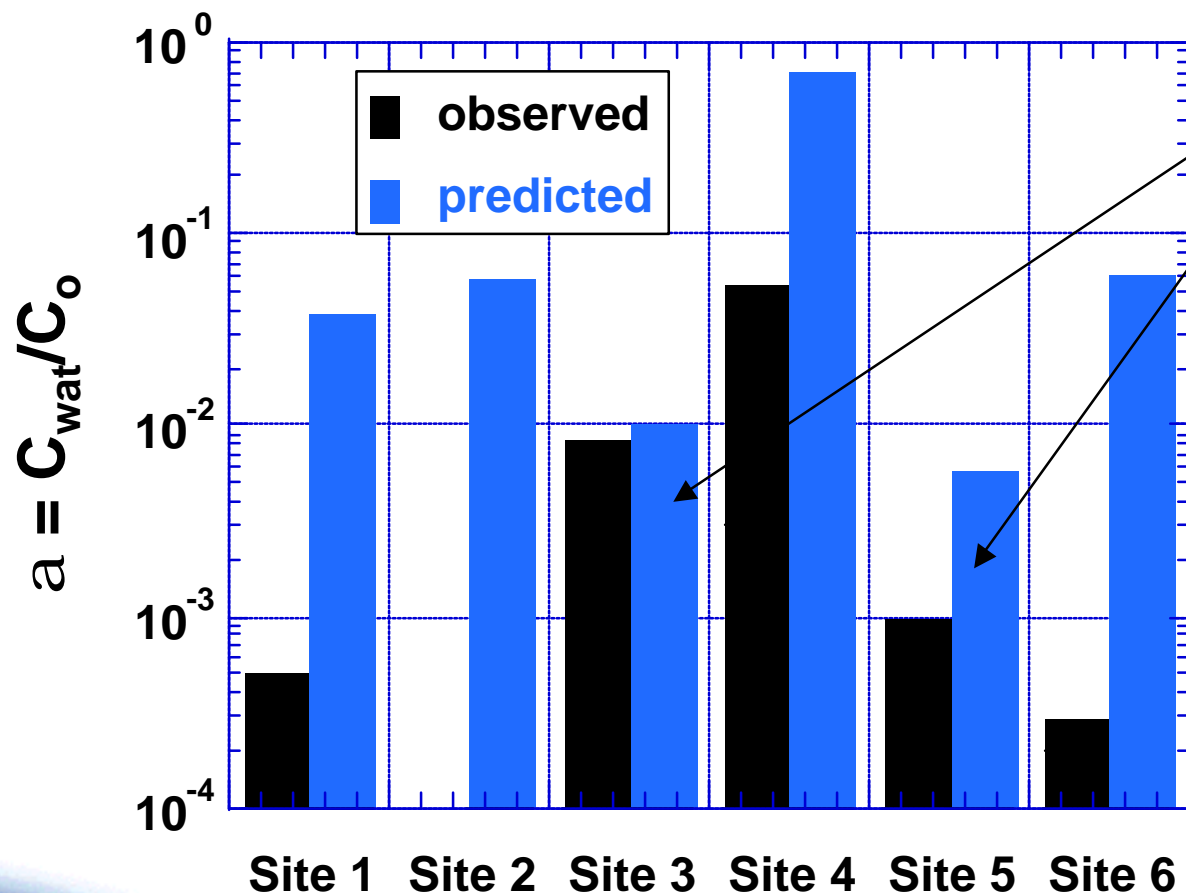 10^0
observed
predicted
10^-1
a = C_wat/C_o
10^-2
10^-3
10^-4
Site 1 Site 2 Site 3 Site 4 Site 5 Site 6